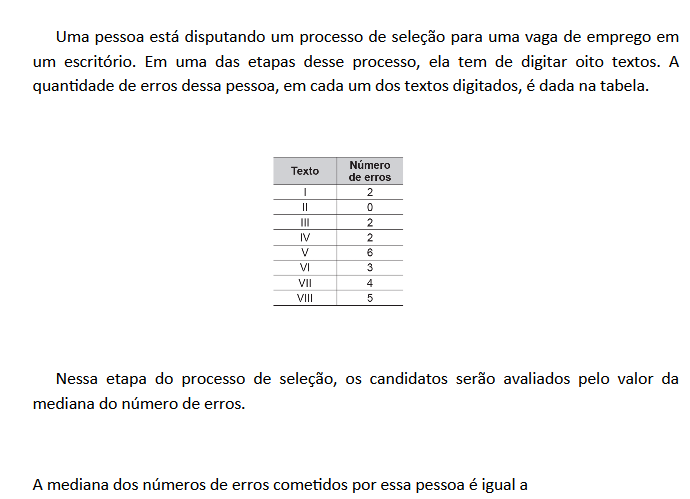 Uma pessoa está disputando um processo de seleção para uma vaga de emprego em
um escritório. Em uma das etapas desse processo, ela tem de digitar oito textos. A
quantidade de erros dessa pessoa, em cada um dos textos digitados, é dada na tabela.
Texto Número de erros
I 2
II 0
III 2
IV 2
V 6
VI 3
VII 4
VIII 5
Nessa etapa do processo de seleção, os candidatos serão avaliados pelo valor da
mediana do número de erros.
A mediana dos números de erros cometidos por essa pessoa é igual a